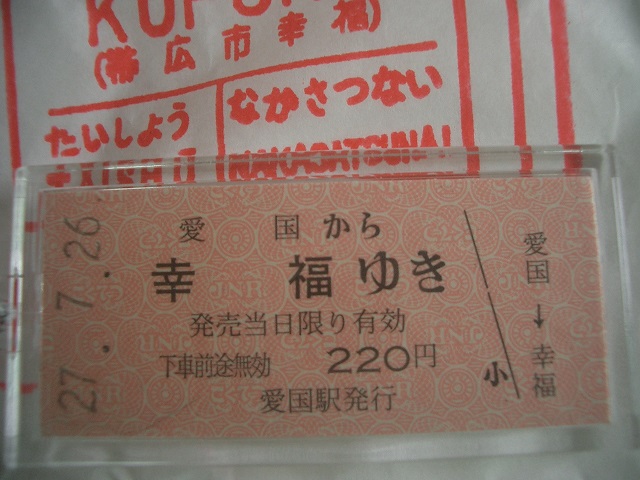 (帯広市幸福)
たいしよう
なかさつない
NAKASATSUNAI
27.-7.26
愛国から
幸福ゆき
発売当日限り有効
下車前途無効 220円
愛国駅発行
小
愛国→幸福